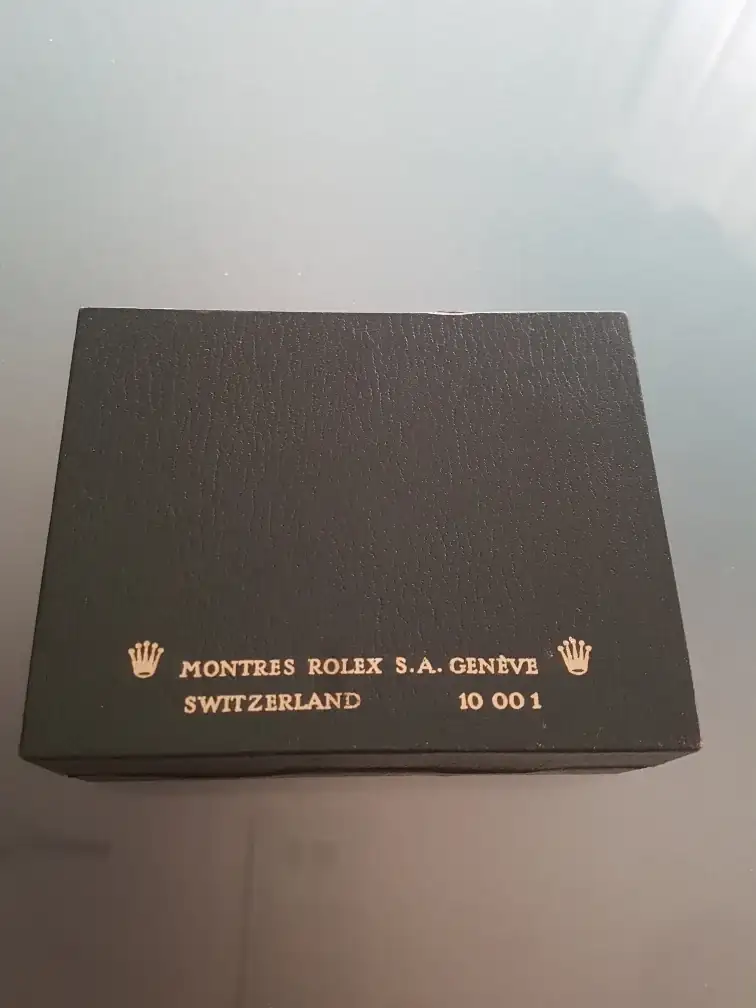 MONTRES ROLEX S.A. GENÈVE
SWITZERLAND 10 00 1